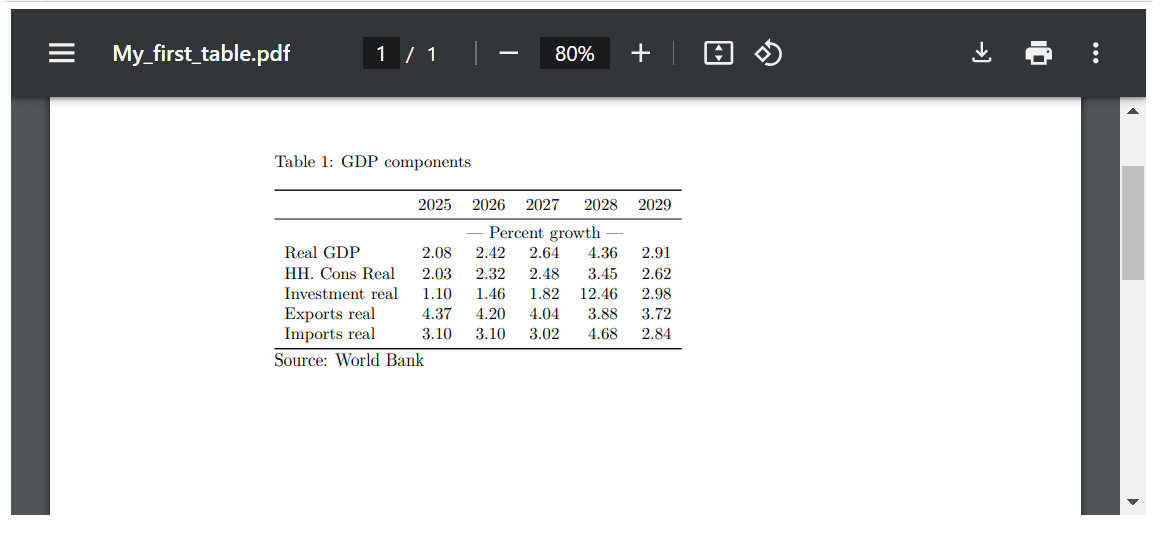 My_first_table.pdf 1 / 1 80%
Table 1: GDP components
2025 2026 2027 2028 2029
— Percent growth —
Real GDP 2.08 2.42 2.64 4.36 2.91
HH. Cons Real 2.03 2.32 2.48 3.45 2.62
Investment real 1.10 1.46 1.82 12.46 2.98
Exports real 4.37 4.20 4.04 3.88 3.72
Imports real 3.10 3.10 3.02 4.68 2.84
Source: World Bank